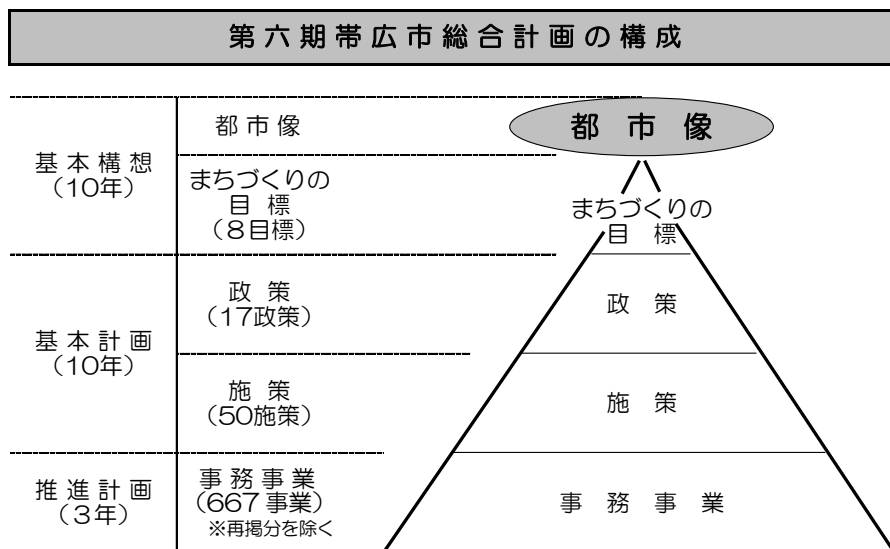 第六期帯広市総合計画の構成
基本構想
（10年）
都市像
まちづくりの
目標
（8目標）
基本計画
（10年）
政策
（17政策）
施策
（50施策）
推進計画
（3年）
事務事業
（667事業）
※再掲分を除く
都市像
まちづくりの
目標
政策
施策
事務事業